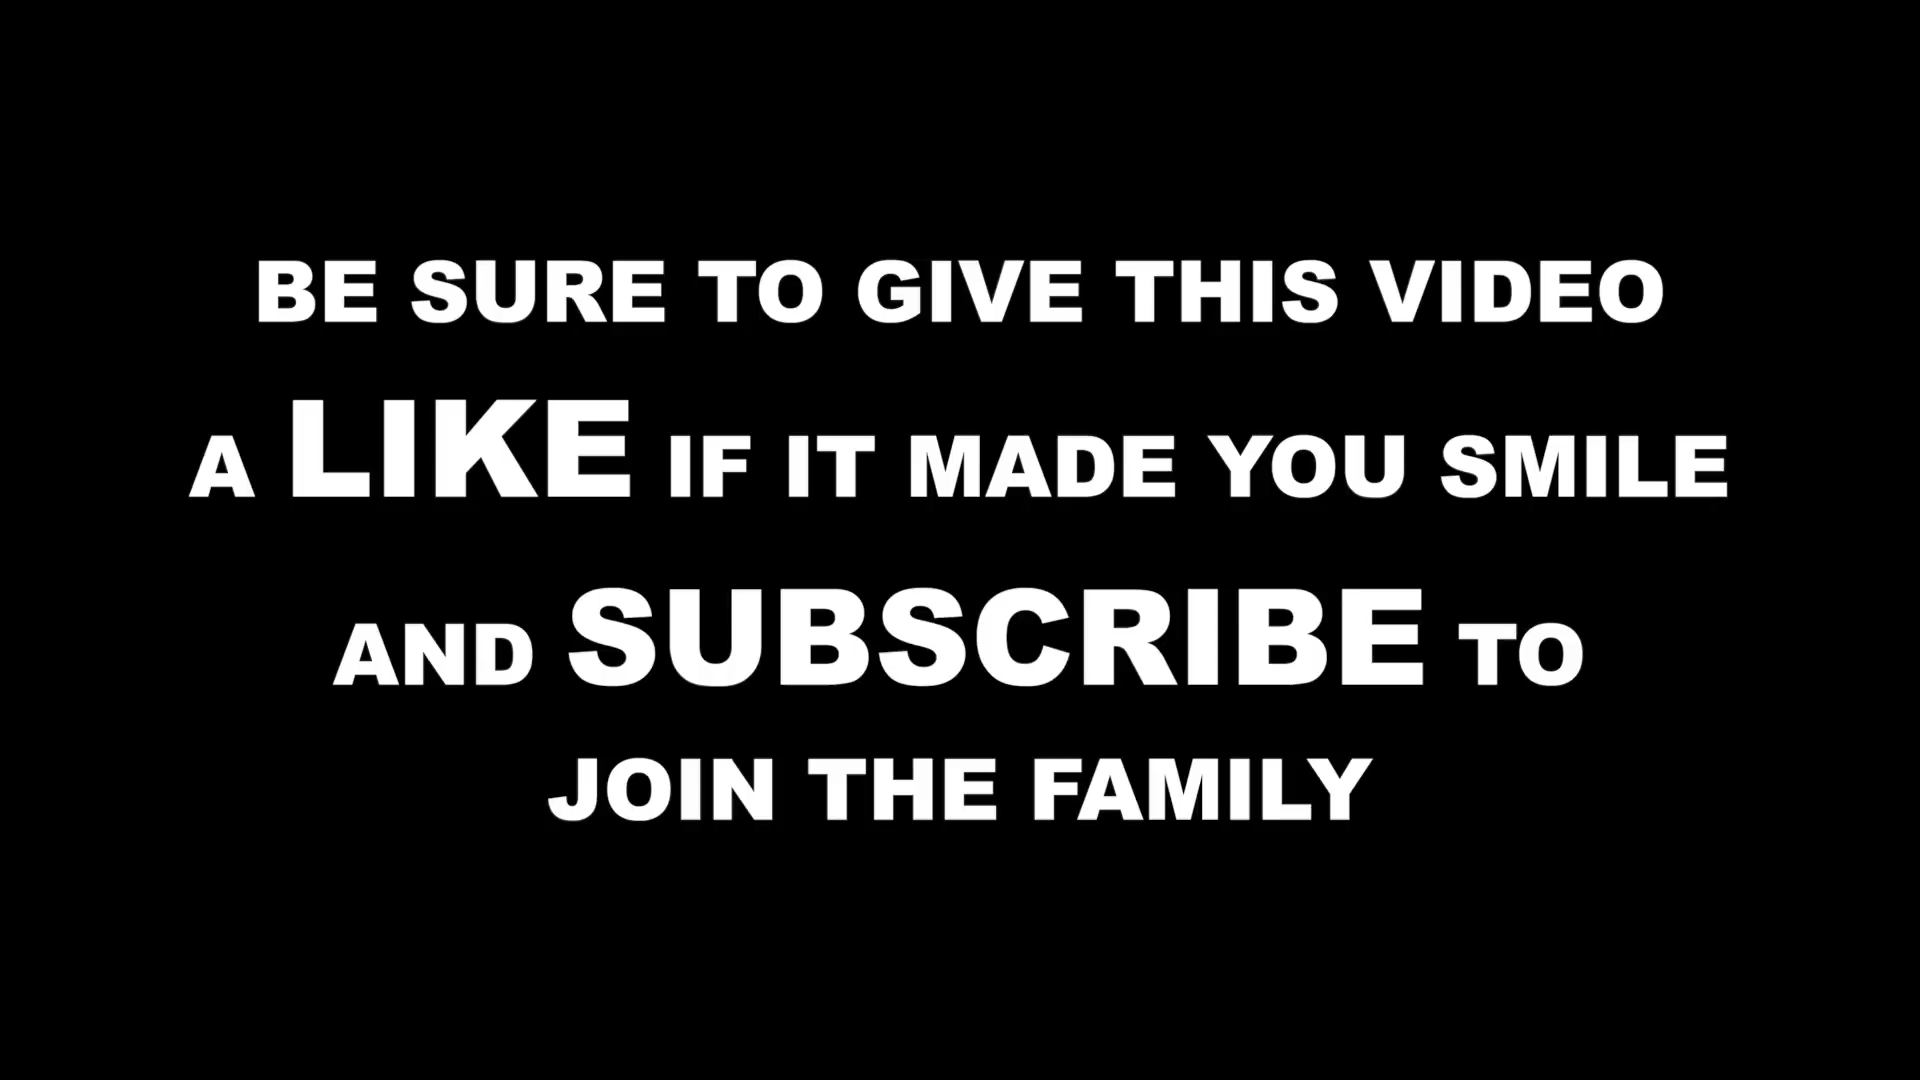 BE SURE TO GIVE THIS VIDEO
A LIKE IF IT MADE YOU SMILE
AND SUBSCRIBE TO
JOIN THE FAMILY